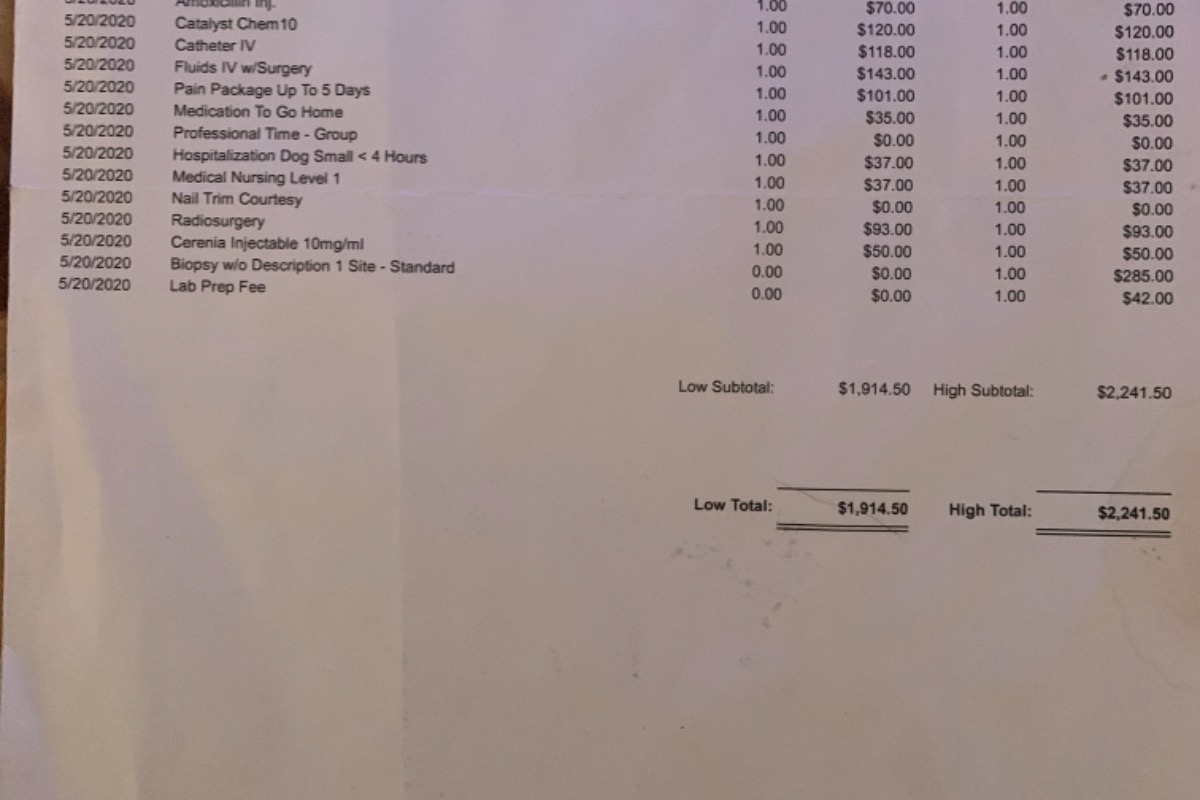 5/20/2020 Amoxicillin Inj. 1.00 $70.00 1.00 $70.00
5/20/2020 Catalyst Chem10 1.00 $120.00 1.00 $120.00
5/20/2020 Catheter IV 1.00 $118.00 1.00 $118.00
5/20/2020 Fluids IV w/Surgery 1.00 $143.00 1.00 $143.00
5/20/2020 Pain Package Up To 5 Days 1.00 $101.00 1.00 $101.00
5/20/2020 Medication To Go Home 1.00 $35.00 1.00 $35.00
5/20/2020 Professional Time - Group 1.00 $0.00 1.00 $0.00
5/20/2020 Hospitalization Dog Small < 4 Hours 1.00 $37.00 1.00 $37.00
5/20/2020 Medical Nursing Level 1 1.00 $37.00 1.00 $37.00
5/20/2020 Nail Trim Courtesy 1.00 $0.00 1.00 $0.00
5/20/2020 Radiosurgery 1.00 $93.00 1.00 $93.00
5/20/2020 Cerenia Injectable 10mg/ml 1.00 $50.00 1.00 $50.00
5/20/2020 Biopsy w/o Description 1 Site - Standard 0.00 $0.00 1.00 $285.00
5/20/2020 Lab Prep Fee 0.00 $0.00 1.00 $42.00
Low Subtotal: $1,914.50 High Subtotal: $2,241.50
Low Total: $1,914.50 High Total: $2,241.50